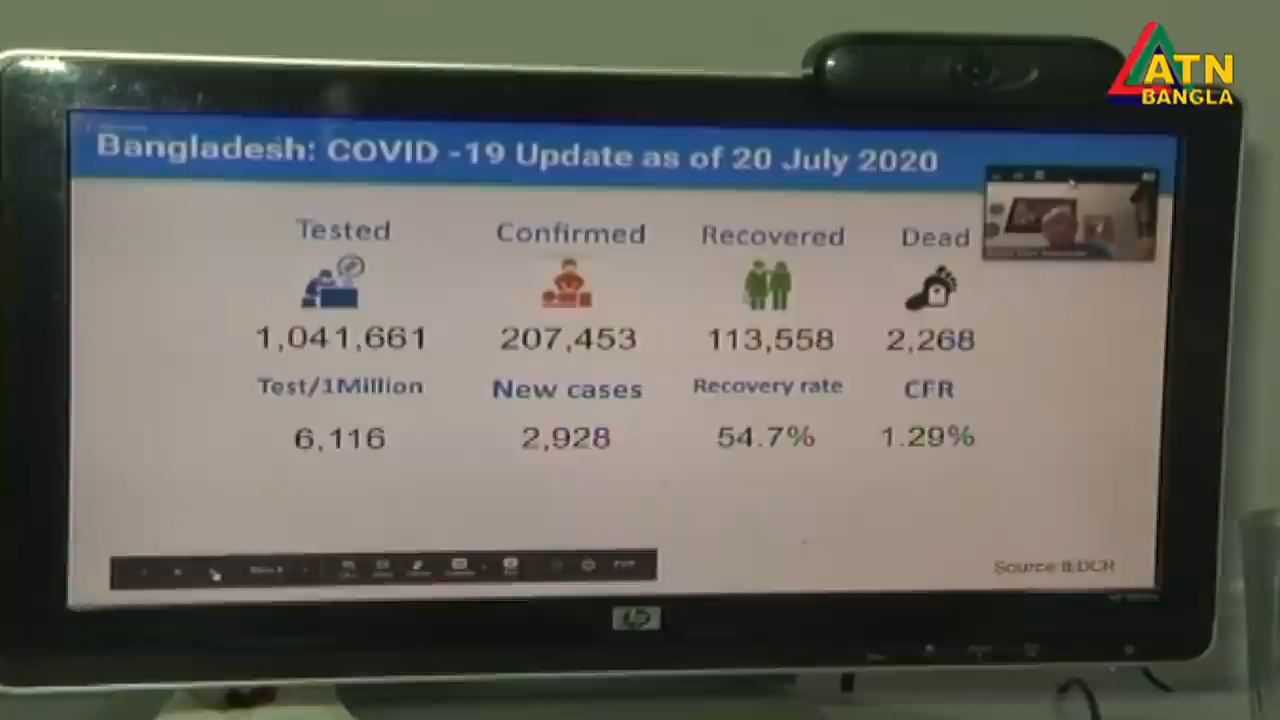 ATN
BANGLA
Bangladesh: COVID -19 Update as of 20 July 2020
Tested Confirmed Recovered Dead
1,041,661 207,453 113,558 2,268
Test/1Million New cases Recovery rate CFR
6,116 2,928 54.7% 1.29%
Source IEDCR
hp